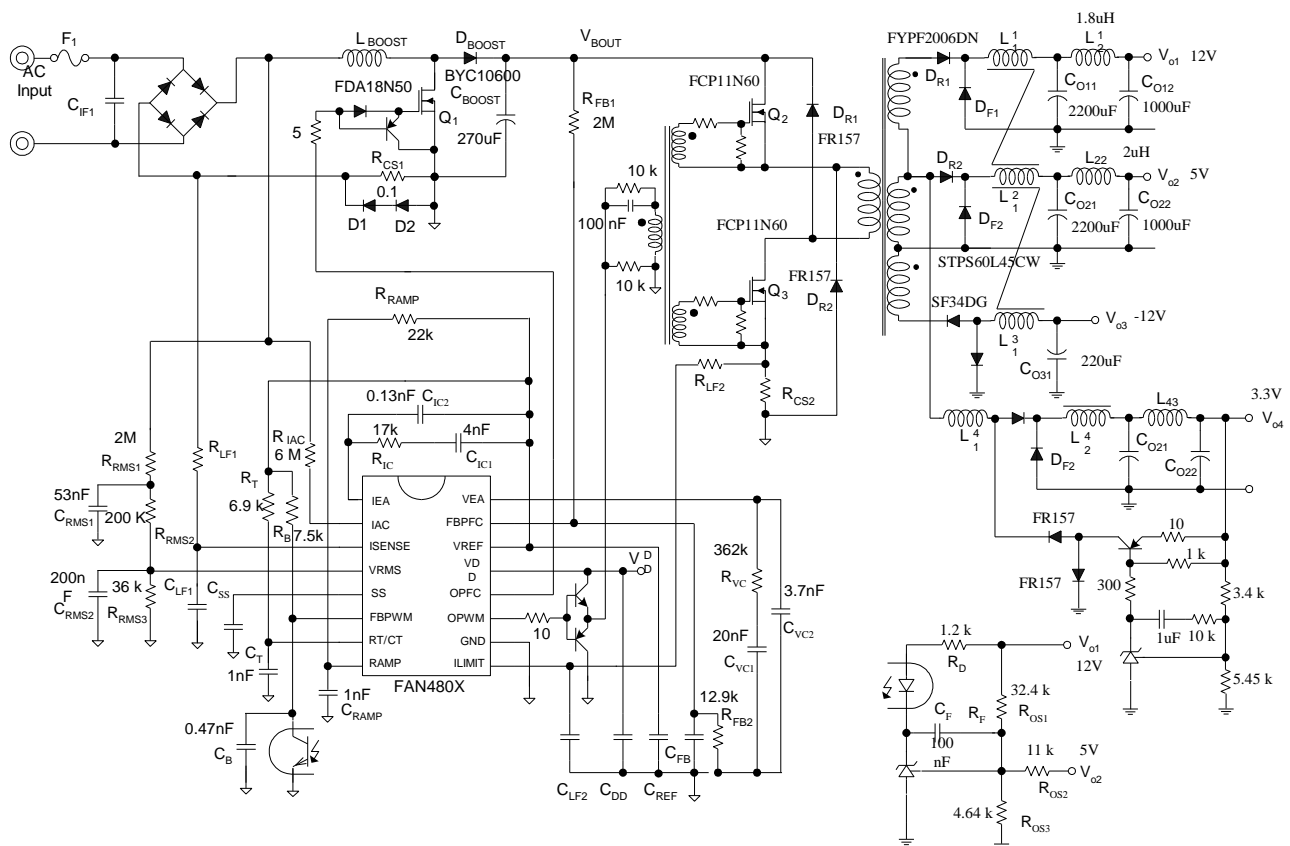 F1
AC
Input
CIF1
LBOOST
DBOOST
BYC10600
VBOUT
FDA18N50
CBOOST
270uF
Q1
5
RCS1
0.1
D1
D2
RFB1
2M
FCP11N60
Q2
DR1
FR157
10 k
100 nF
10 k
FCP11N60
Q3
FR157
DR2
RLF2
RCS2
FYPF2006DN
DR1
DF1
L11
1.8uH
L12
Vo1 12V
CO11
2200uF
CO12
1000uF
DR2
DF2
L21
2uH
L22
Vo2 5V
CO21
2200uF
CO22
1000uF
STPS60L45CW
SF34DG
L31
Vo3 -12V
CO31
220uF
L41
DF2
L42
L43
3.3V
Vo4
CO21
CO22
FR157
FR157
10
1 k
300
3.4 k
1uF
10 k
5.45 k
1.2 k
RD
Vo1
12V
32.4 k
ROS1
CF
100
nF
RF
11 k
ROS2
5V
Vo2
4.64 k
ROS3
RRAMP
22k
0.13nF
CIC2
17k
RIC
4nF
CIC1
2M
RRMS1
53nF
CRMS1
200 K
RRMS2
200n
F
CRMS2
36 k
RRMS3
RLF1
CLF1
CSS
RIAC
6 M
RT
6.9 k
RB
7.5k
CT
1nF
1nF
CRAMP
0.47nF
CB
IEA
IAC
ISENSE
VRMS
SS
FBPWM
RT/CT
RAMP
VEA
FBPFC
VREF
VD
D
OPFC
OPWM
GND
ILIMIT
FAN480X
VDD
10
362k
RVC
20nF
CVC1
3.7nF
CVC2
12.9k
RFB2
CFB
CLF2
CDD
CREF